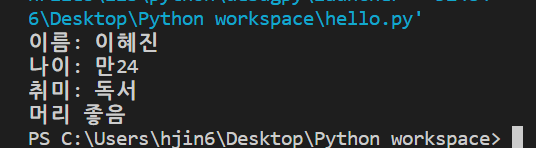 6\Desktop\Python workspace\hello.py'
이름: 이혜진
나이: 만24
취미: 독서
머리 좋음
PS C:\Users\hjin6\Desktop\Python workspace>